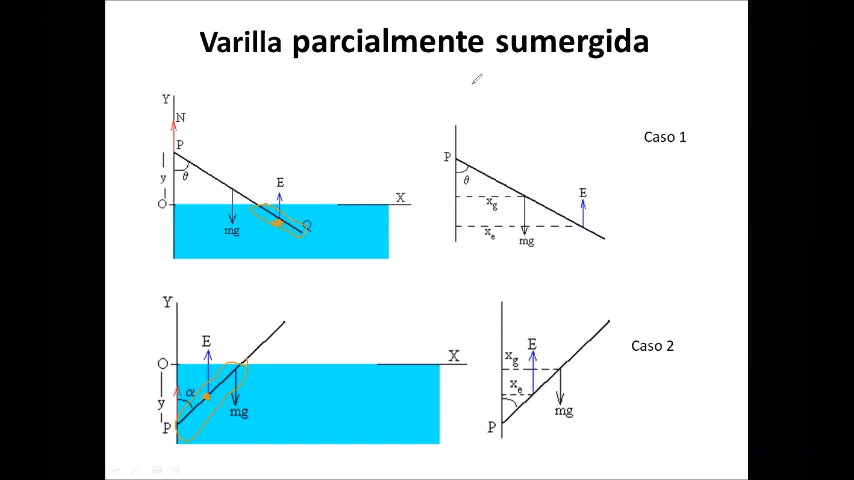 Varilla parcialmente sumergida
Caso 1
Y
N
P
y
θ
E
O
X
Q
mg
P
θ
E
xg
xe
mg
Caso 2
Y
O
E
X
α
y
mg
P
E
xg
xe
mg
P